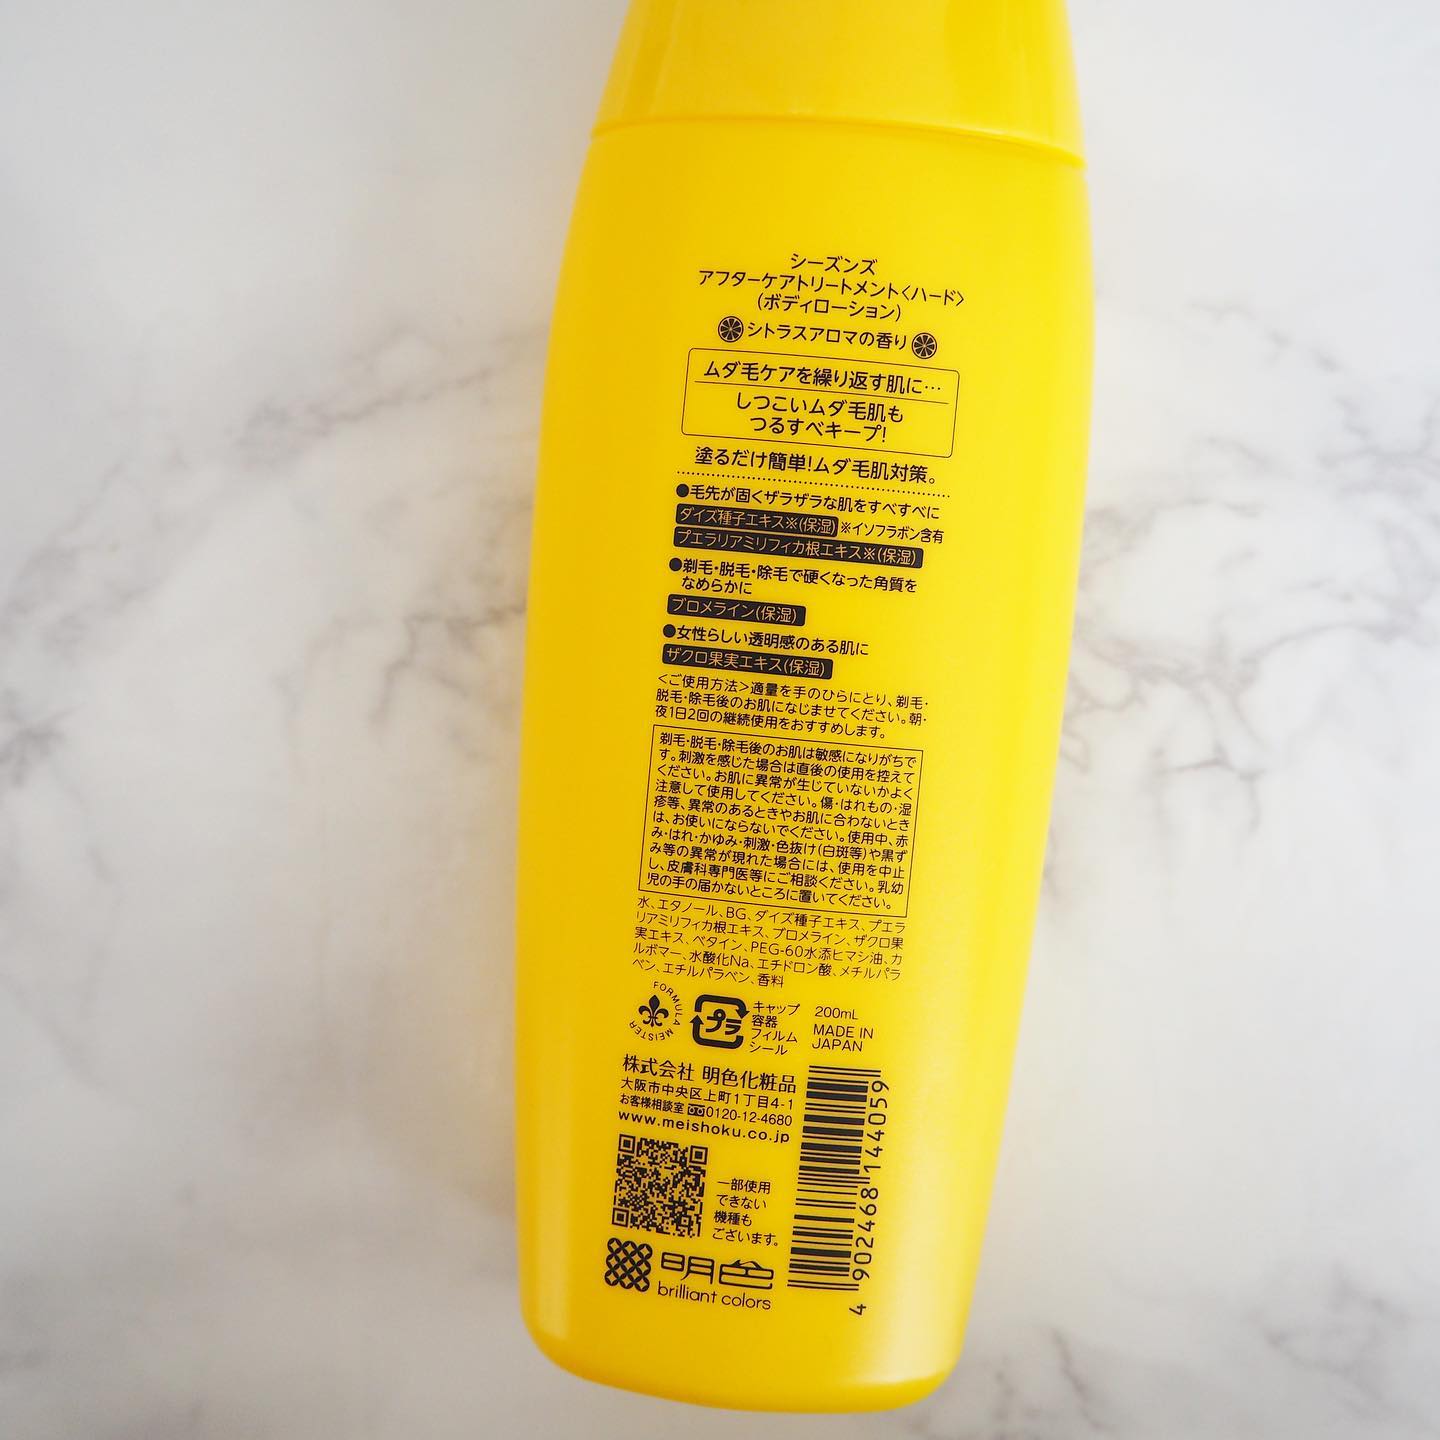 シーズンズ
アフターケアトリートメント〈ハード〉
(ボディローション)
シトラスアロマの香り
ムダ毛ケアを繰り返す肌に…
しつこいムダ毛肌も
つるすべキープ!
塗るだけ簡単!ムダ毛肌対策。
●毛先が固くザラザラな肌をすべすべに
ダイズ種子エキス※(保湿) ※イソフラボン含有
プエラリアミリフィカ根エキス※(保湿)
●剃毛・脱毛・除毛で硬くなった角質を
なめらかに
ブロメライン(保湿)
●女性らしい透明感のある肌に
ザクロ果実エキス(保湿)
＜ご使用方法＞適量を手のひらにとり、剃毛・
脱毛・除毛後のお肌になじませてください。朝・
夜1日2回の継続使用をおすすめします。
剃毛・脱毛・除毛後のお肌は敏感になりがちで
す。刺激を感じた場合は直後の使用を控えて
ください。お肌に異常が生じていないかよく
注意して使用してください。傷・はれもの・湿
疹等、異常のあるときやお肌に合わないとき
は、お使いにならないでください。使用中、赤
み・はれ・かゆみ・刺激・色抜け(白斑等)や黒ず
み等の異常が現れた場合には、使用を中止
し、皮膚科専門医等にご相談ください。乳幼
児の手の届かないところに置いてください。
水、エタノール、BG、ダイズ種子エキス、プエラ
リアミリフィカ根エキス、ブロメライン、ザクロ果
実エキス、ベタイン、PEG-60水添ヒマシ油、カ
ルボマー、水酸化Na、エチドロン酸、メチルパラ
ベン、エチルパラベン、香料
FORMULA MEISTER
プラ
キャップ
容器
フィルム
シール
200mL
MADE IN
JAPAN
株式会社 明色化粧品
大阪市中央区上町1丁目4-1
お客様相談室 0120-12-4680
www.meishoku.co.jp
一部使用
できない
機種も
ございます。
明色
brilliant colors
4 902468 144059